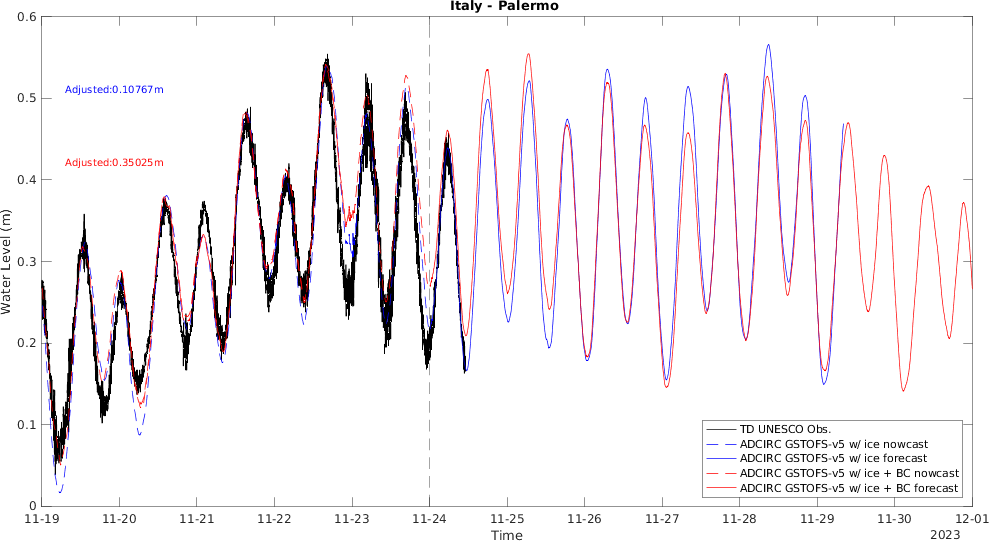 Italy - Palermo
0.6
0.5
0.4
0.3
0.2
0.1
0
Water Level (m)
Adjusted:0.10767m
Adjusted:0.35025m
TD UNESCO Obs.
ADCIRC GSTOFS-v5 w/ ice nowcast
ADCIRC GSTOFS-v5 w/ ice forecast
ADCIRC GSTOFS-v5 w/ ice + BC nowcast
ADCIRC GSTOFS-v5 w/ ice + BC forecast
11-19 11-20 11-21 11-22 11-23 11-24 11-25 11-26 11-27 11-28 11-29 11-30 12-01
Time
2023